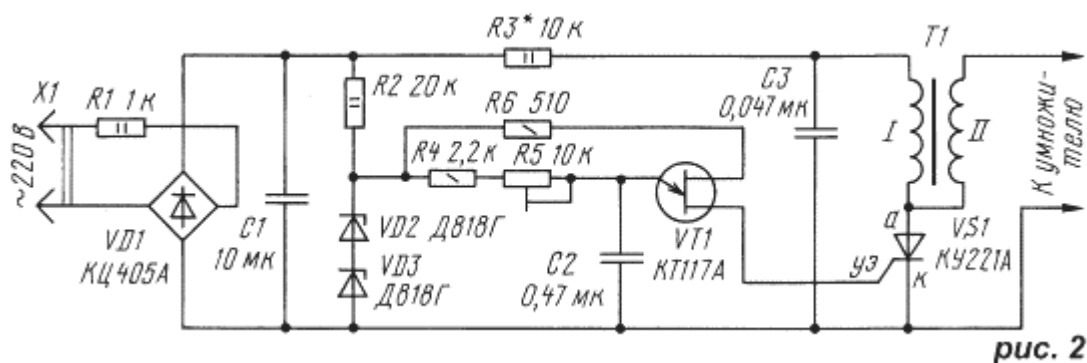 R3* 10 к
T1
X1
R1 1 к
R2 20 к
R6 510
C3
0,047 мк
R4 2,2 к
R5 10 к
I
II
~220 в
К умножи-
телю
VD1
КЦ405А
C1
10 мк
VD2 Д818Г
VD3
Д818Г
C2
0,47 мк
VT1
КТ117А
а
уэ
к
VS1
КУ221А
рис. 2